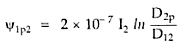 ψ₁ₚ₂ = 2 × 10⁻⁷ I₂ ln D₂ₚ / D₁₂